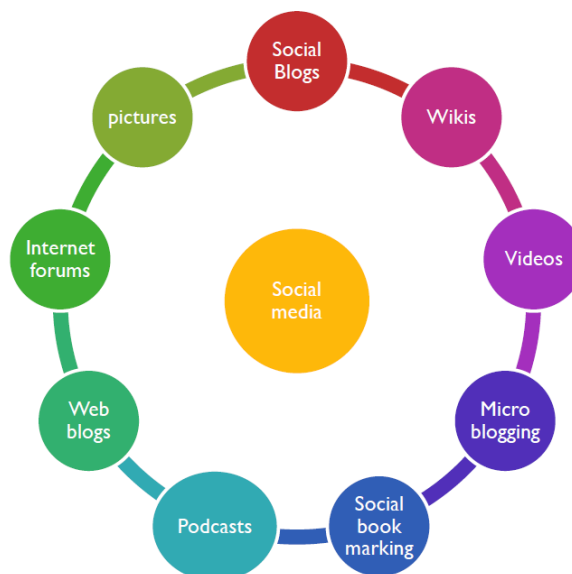 Social
Blogs
Wikis
Videos
Micro
blogging
Social
book
marking
Podcasts
Web
blogs
Internet
forums
pictures
Social
media